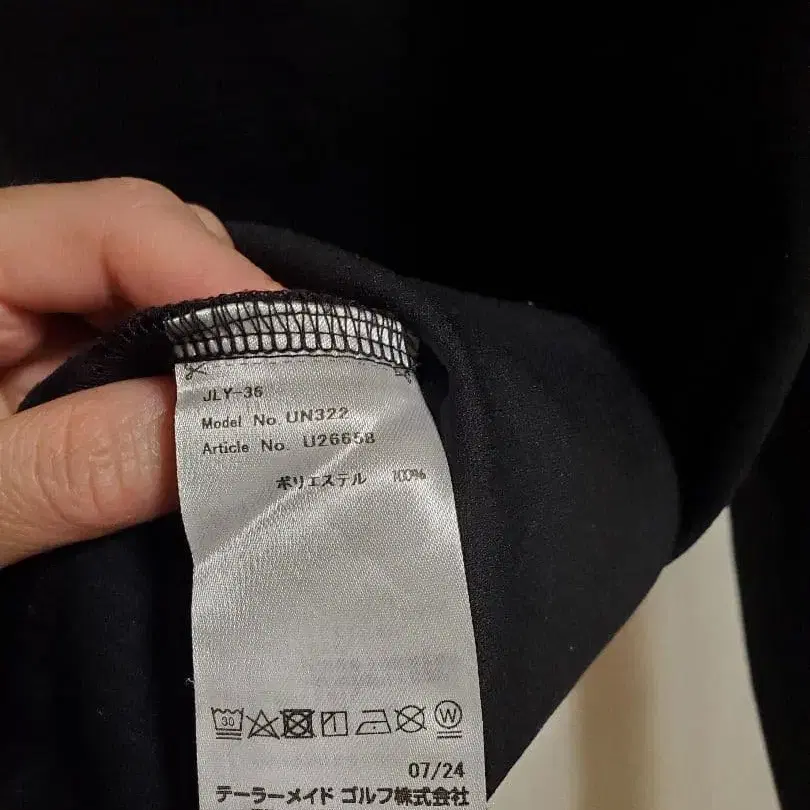 JLY-36
Model No. UN322
Article No. U26658
ポリエステル 100%
30
W
07/24
テーラーメイド ゴルフ株式会社